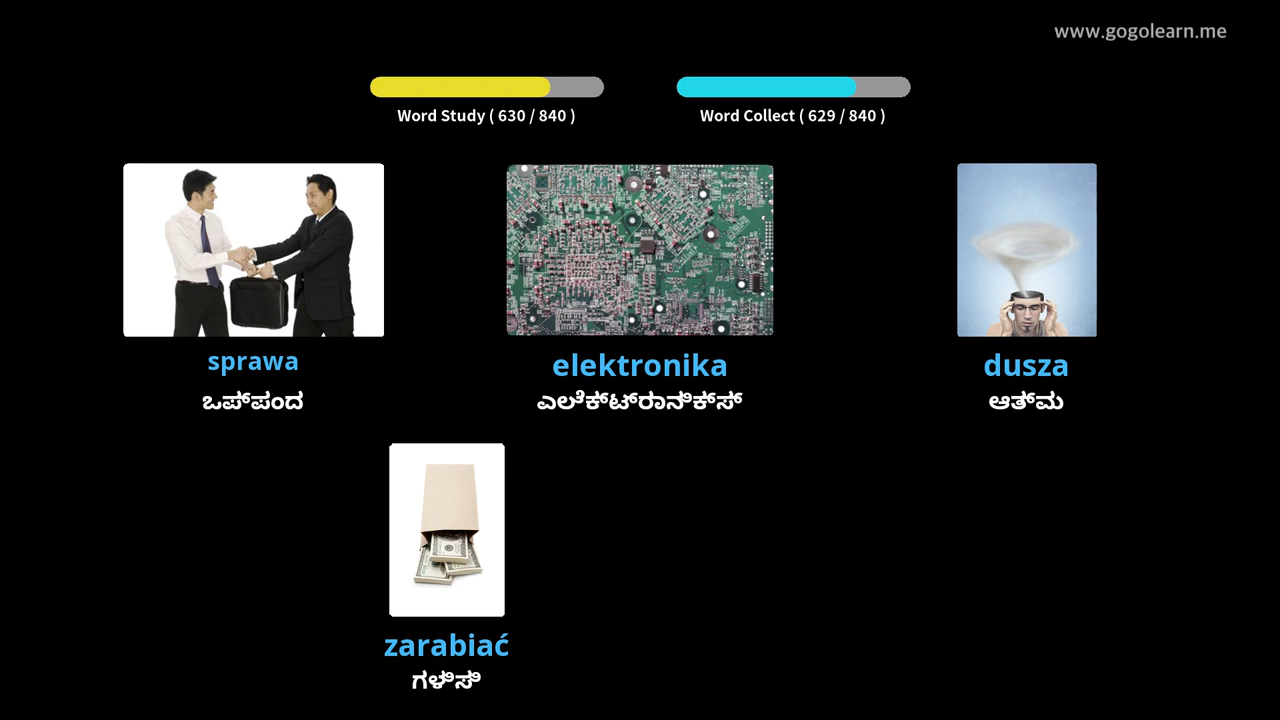 www.gogolearn.me
Word Study ( 630 / 840 )
Word Collect ( 629 / 840 )
sprawa
ಒಪ್ಪಂದ
elektronika
ಎಲೆಕ್ಟ್ರಾನಿಕ್ಸ್
dusza
ಆತ್ಮ
zarabiać
ಗಳಿಸಿ